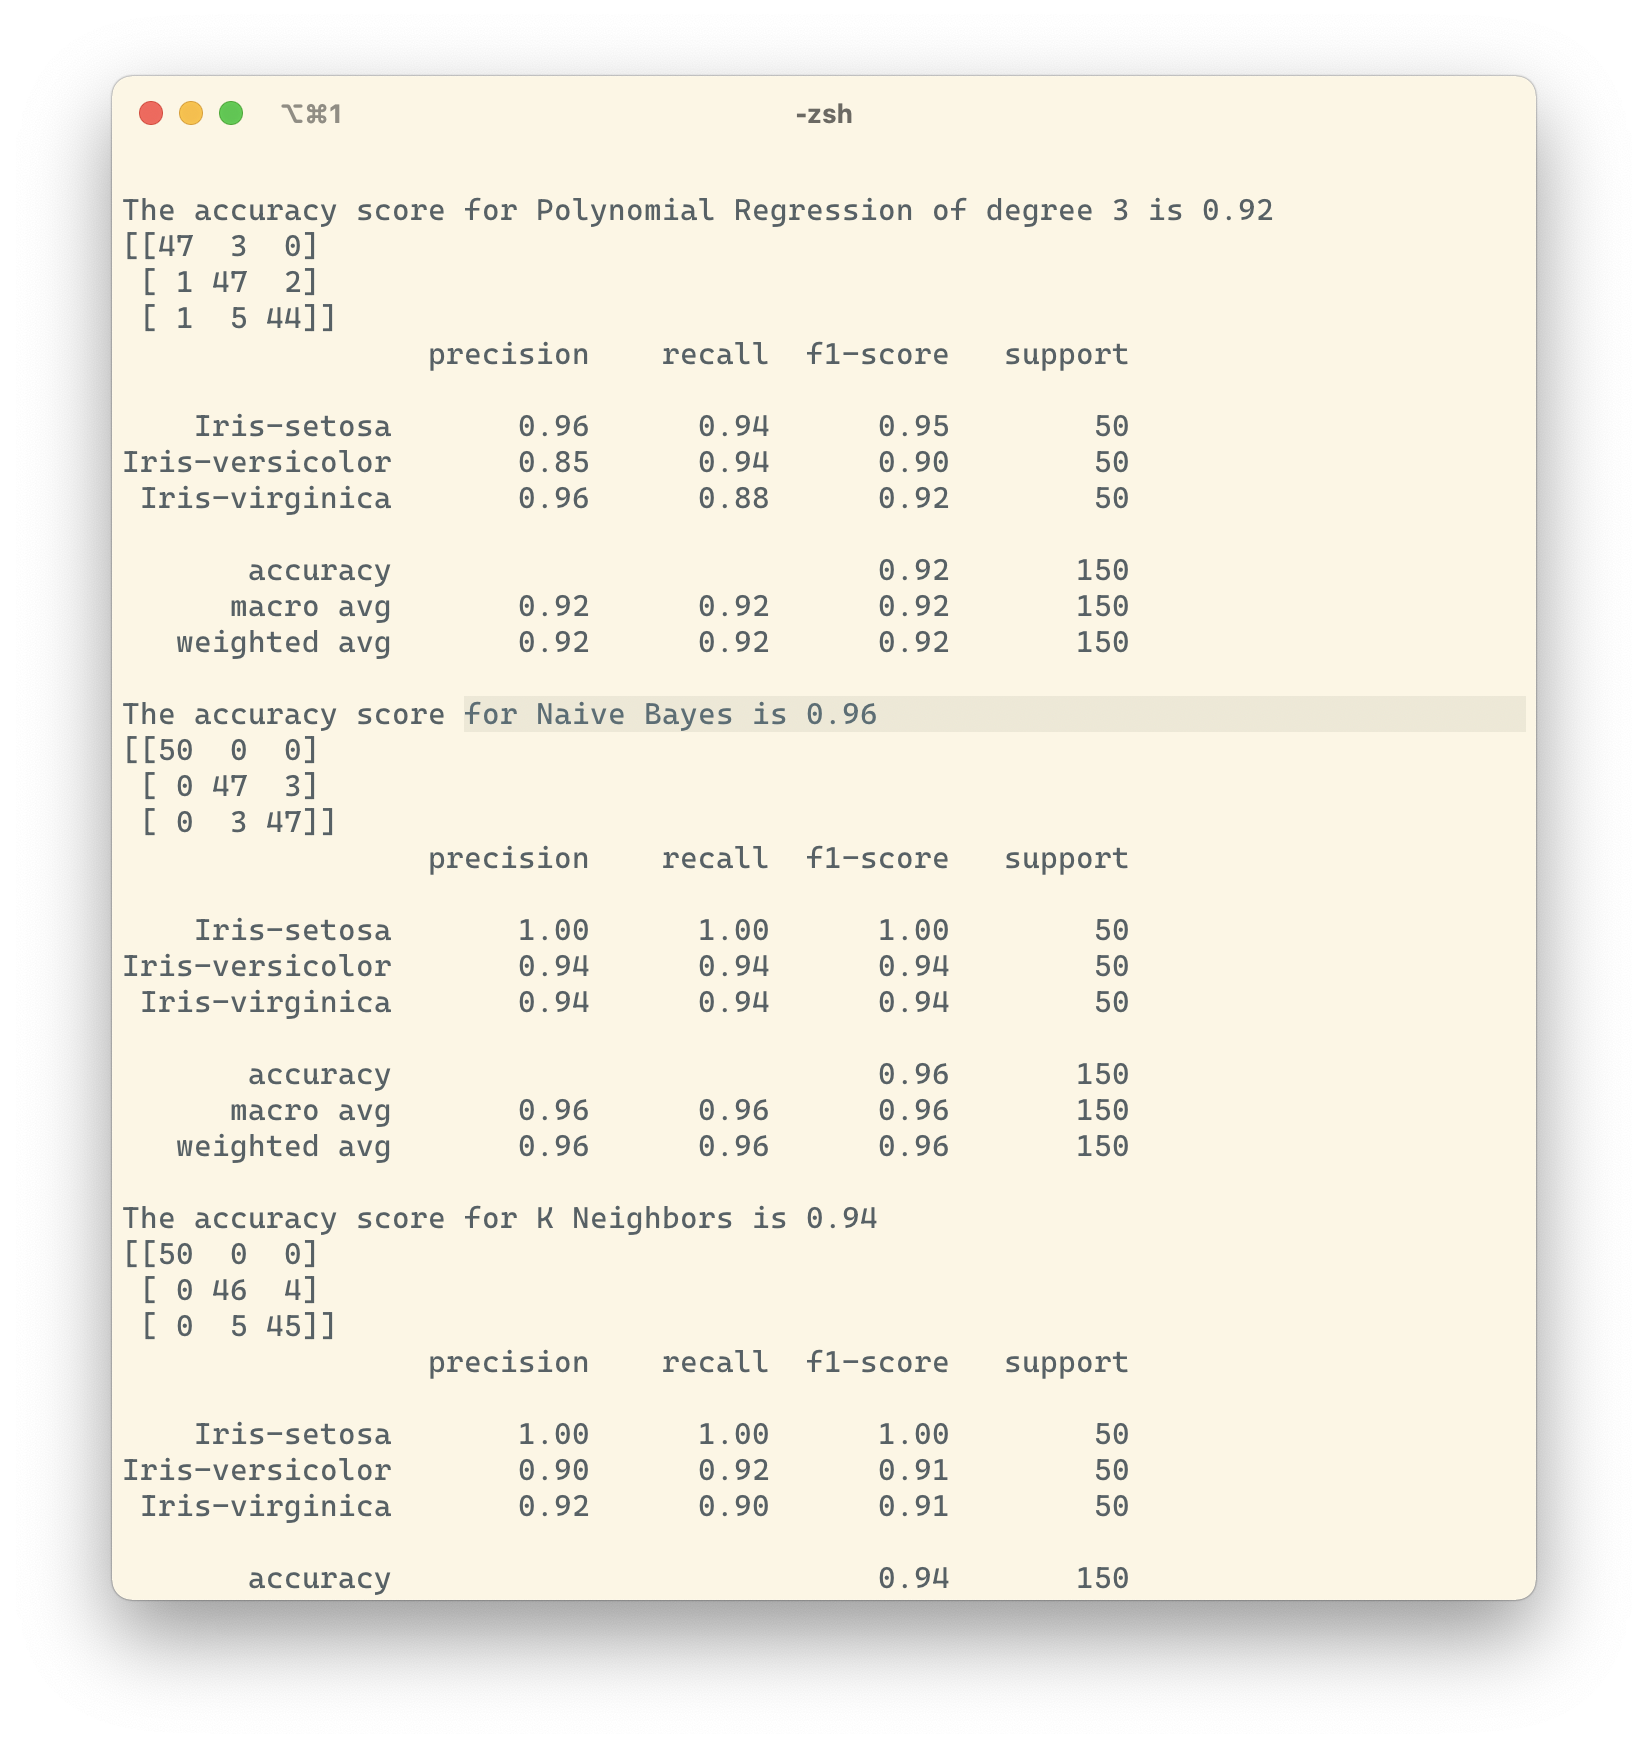 ⌥⌘1 -zsh
The accuracy score for Polynomial Regression of degree 3 is 0.92
[[47  3  0]
 [ 1 47  2]
 [ 1  5 44]]
                 precision    recall  f1-score   support

    Iris-setosa       0.96      0.94      0.95        50
Iris-versicolor       0.85      0.94      0.90        50
 Iris-virginica       0.96      0.88      0.92        50

       accuracy                           0.92       150
      macro avg       0.92      0.92      0.92       150
   weighted avg       0.92      0.92      0.92       150

The accuracy score for Naive Bayes is 0.96
[[50  0  0]
 [ 0 47  3]
 [ 0  3 47]]
                 precision    recall  f1-score   support

    Iris-setosa       1.00      1.00      1.00        50
Iris-versicolor       0.94      0.94      0.94        50
 Iris-virginica       0.94      0.94      0.94        50

       accuracy                           0.96       150
      macro avg       0.96      0.96      0.96       150
   weighted avg       0.96      0.96      0.96       150

The accuracy score for K Neighbors is 0.94
[[50  0  0]
 [ 0 46  4]
 [ 0  5 45]]
                 precision    recall  f1-score   support

    Iris-setosa       1.00      1.00      1.00        50
Iris-versicolor       0.90      0.92      0.91        50
 Iris-virginica       0.92      0.90      0.91        50

       accuracy                           0.94       150